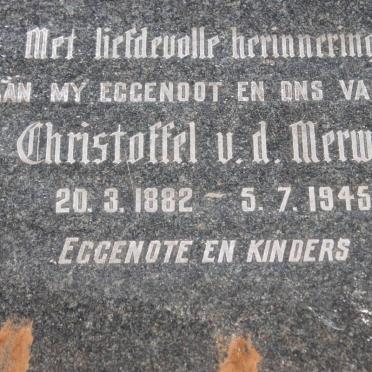 Met liefdevolle herinnering
AAN MY EGGENOOT EN ONS VA
Christoffel v.d. Merw
20. 3. 1882 – 5. 7. 1945
EGGENOTE EN KINDERS